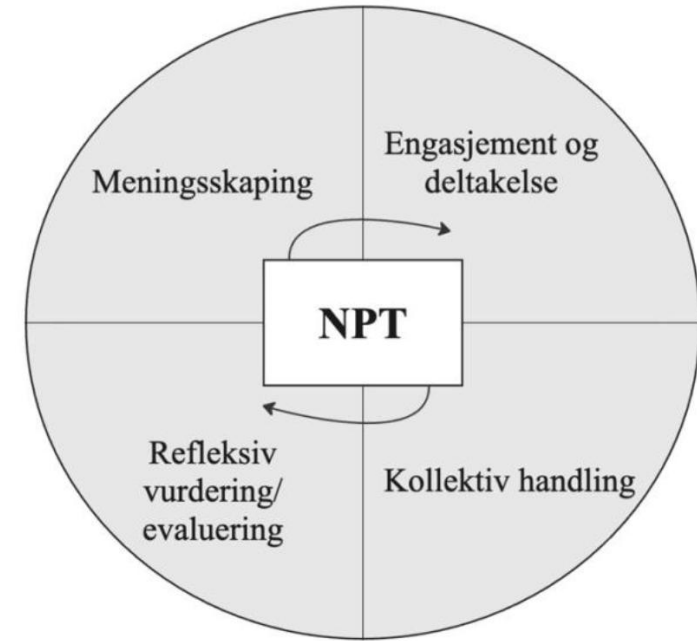 Meningsskaping
Engasjement og
deltakelse
NPT
Refleksiv
vurdering/
evaluering
Kollektiv handling